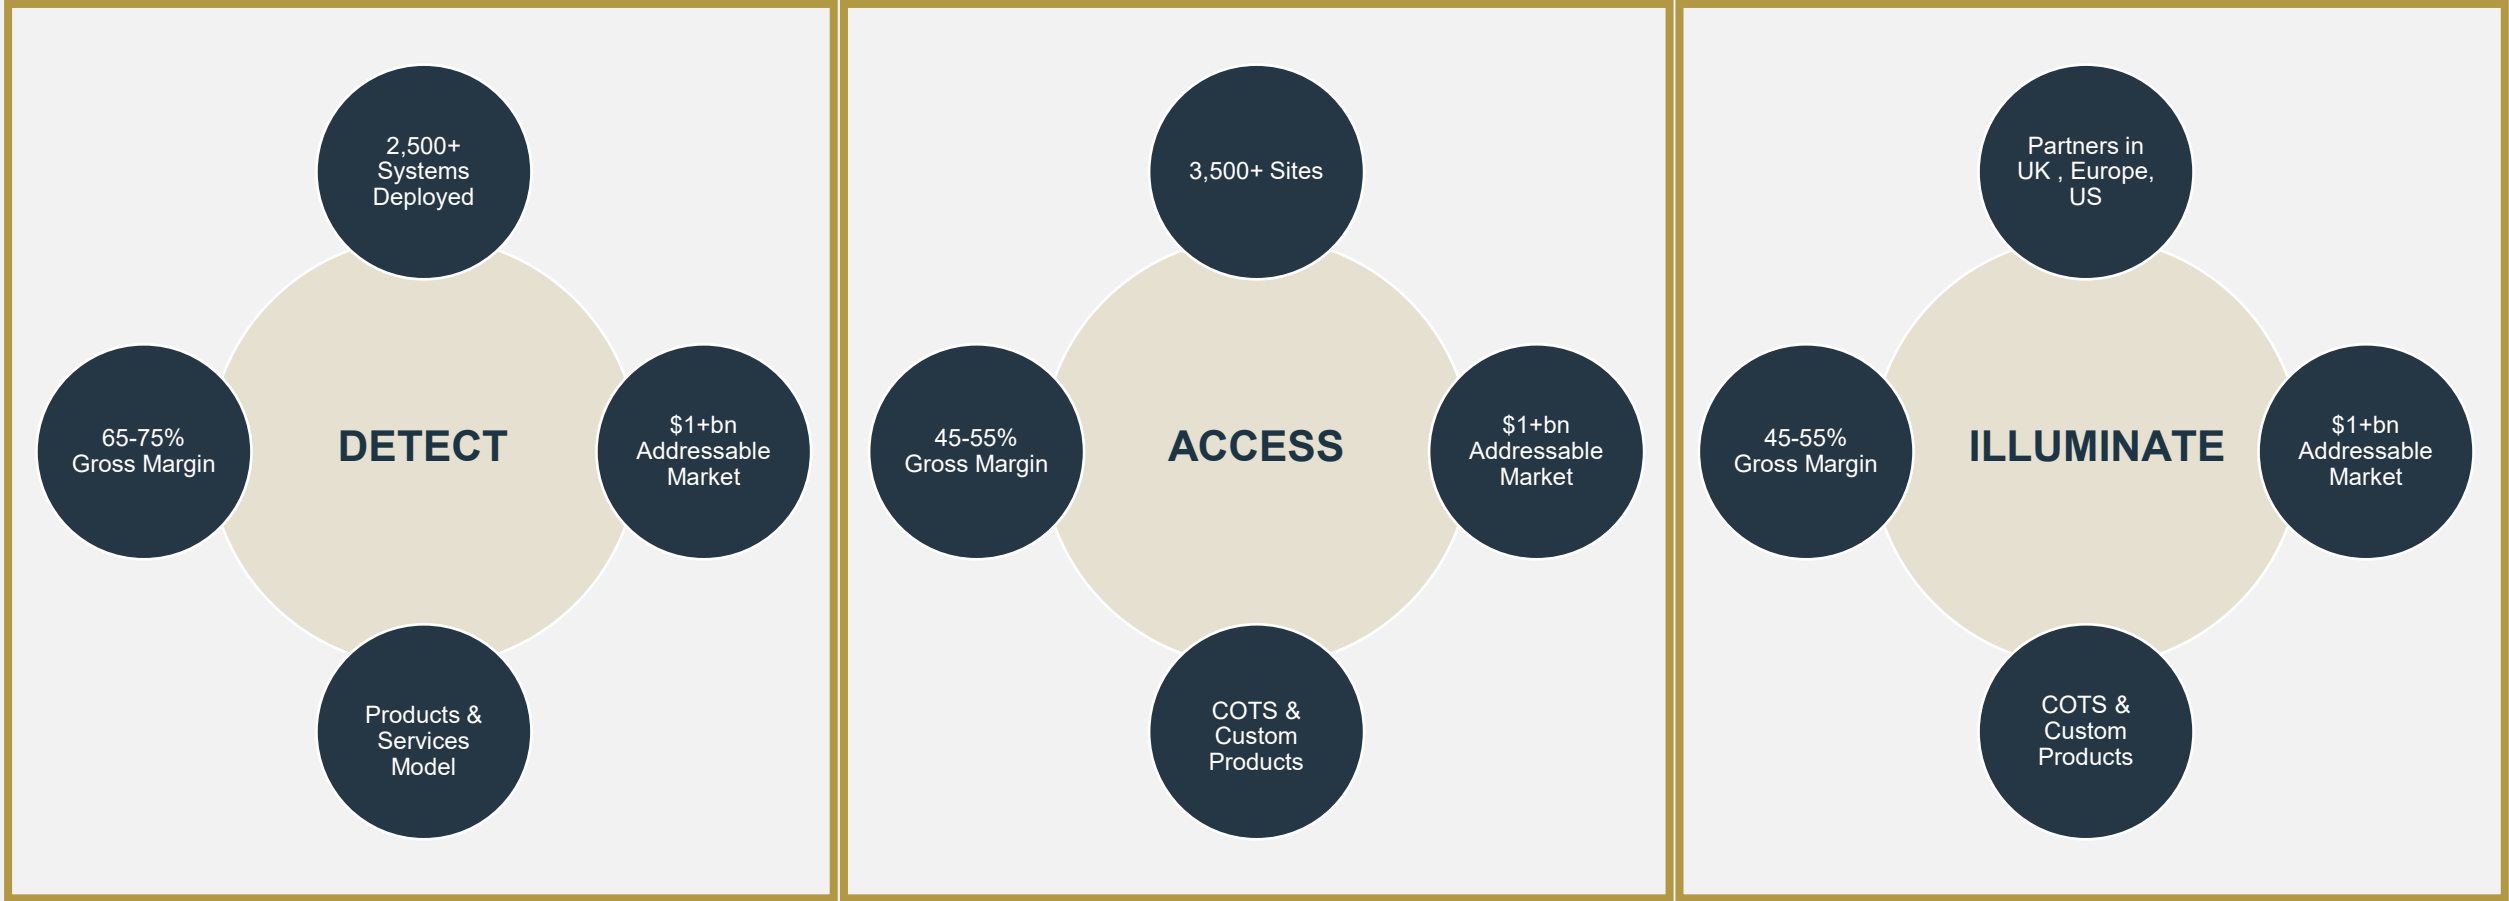 2,500+
Systems
Deployed
65-75%
Gross Margin
DETECT
$1+bn
Addressable
Market
Products &
Services
Model
3,500+ Sites
45-55%
Gross Margin
ACCESS
$1+bn
Addressable
Market
COTS &
Custom
Products
Partners in
UK , Europe,
US
45-55%
Gross Margin
ILLUMINATE
$1+bn
Addressable
Market
COTS &
Custom
Products